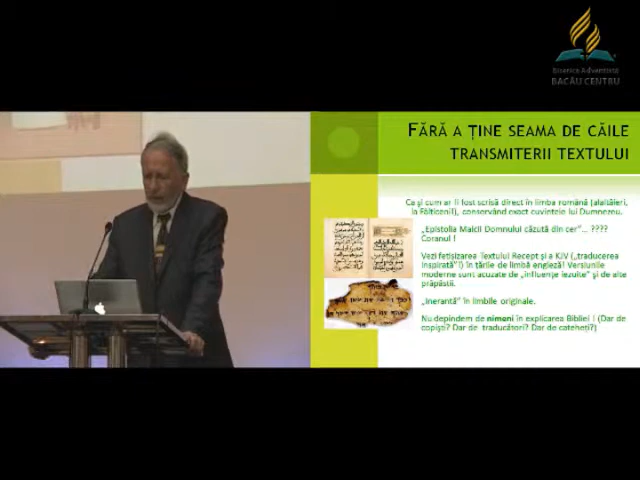 Biserica Adventistă
BACĂU CENTRU
FĂRĂ A ȚINE SEAMA DE CĂILE
TRANSMITERII TEXTULUI
Ca și cum ar fi fost scrisă direct în limba română (alaltăieri,
la Fălticeni!), conservând exact cuvintele lui Dumnezeu.
„Epistolia Maicii Domnului căzută din cer”... ????
Coranul !
Vezi fetișizarea Textului Recept și a KJV („traducerea
inspirată”!) în țările de limbă engleză! Versiunile
moderne sunt acuzate de „influențe iezuite” și de alte
prăpăstii.
„Inerantă” în limbile originale.
Nu depindem de nimeni în explicarea Bibliei ! (Dar de
copiști? Dar de traducători? Dar de cateheți?)